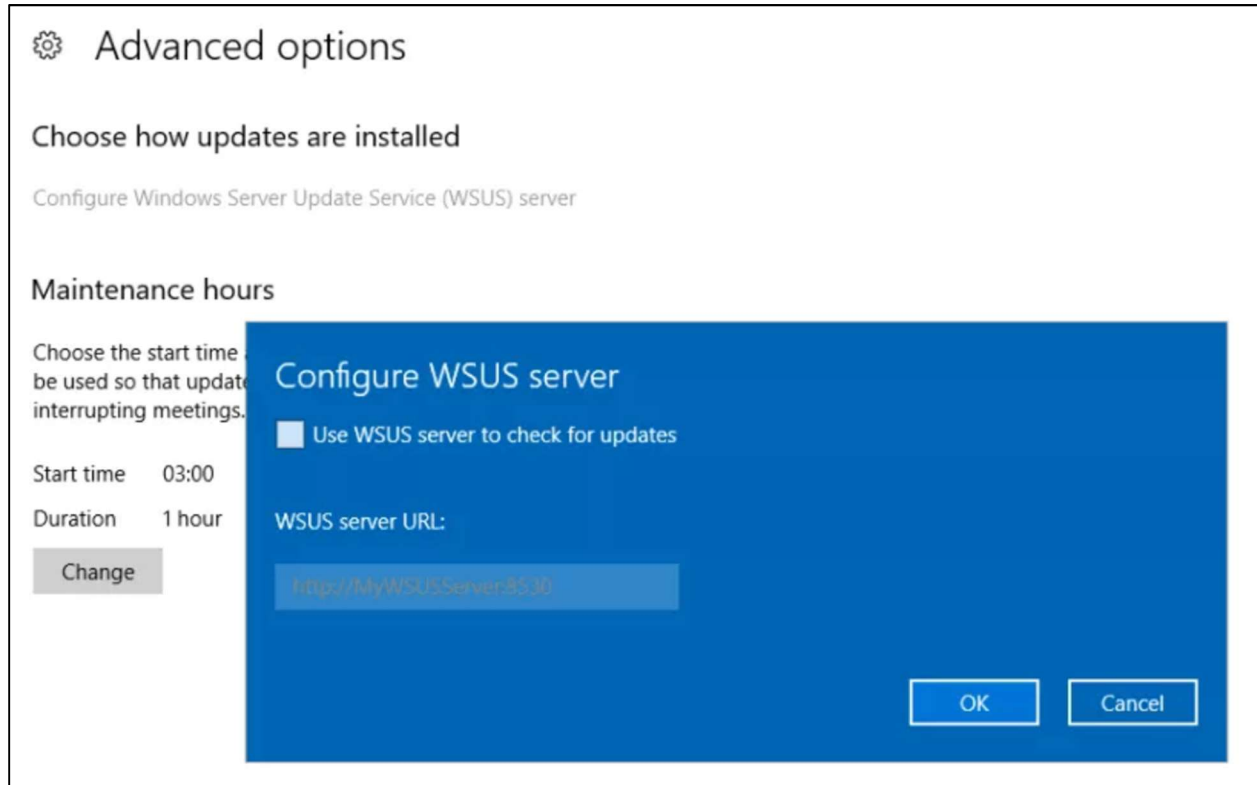 Advanced options
Choose how updates are installed
Configure Windows Server Update Service (WSUS) server
Maintenance hours
Choose the start time
be used so that update
interrupting meetings.
Start time 03:00
Duration 1 hour
Change
Configure WSUS server
Use WSUS server to check for updates
WSUS server URL:
http://MyWSUSServer:8530
OK Cancel